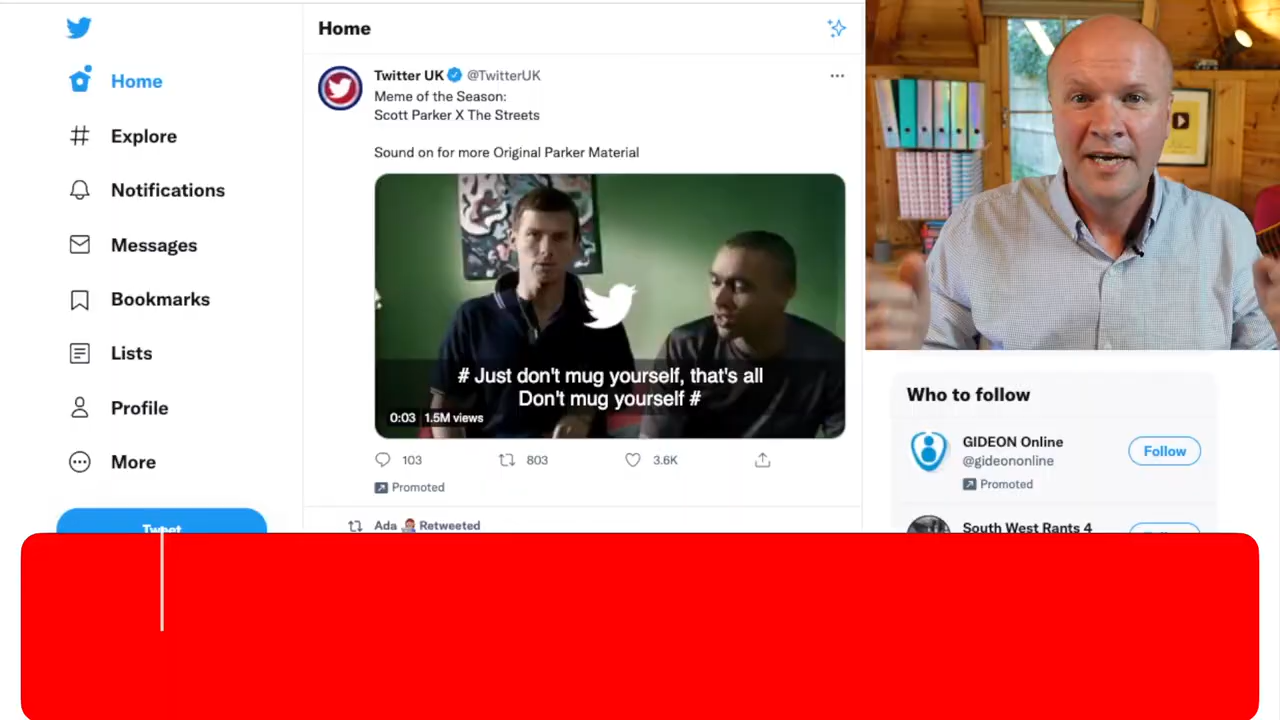 Home
Explore
Notifications
Messages
Bookmarks
Lists
Profile
More
Tweet
Home
Twitter UK @TwitterUK
Meme of the Season:
Scott Parker X The Streets
Sound on for more Original Parker Material
# Just don't mug yourself, that's all
Don't mug yourself #
0:03 1.5M views
103 803 3.6K
Promoted
Ada Retweeted
Who to follow
GIDEON Online
@gideononline
Promoted
Follow
South West Rants 4